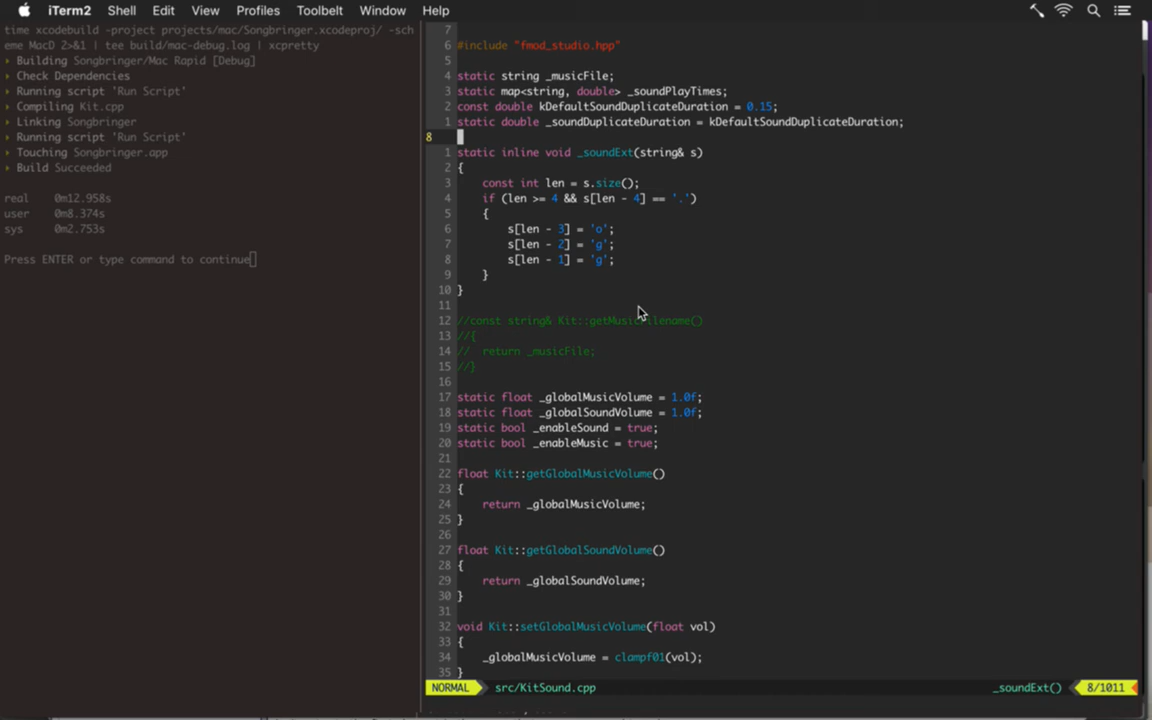 iTerm2 Shell Edit View Profiles Toolbelt Window Help
time xcodebuild -project projects/mac/Songbringer.xcodeproj/ -sch
eme MacD 2>&1 | tee build/mac-debug.log | xcpretty
▸ Building Songbringer/Mac Rapid [Debug]
▸ Check Dependencies
▸ Running script 'Run Script'
▸ Compiling Kit.cpp
▸ Linking Songbringer
▸ Running script 'Run Script'
▸ Touching Songbringer.app
▸ Build Succeeded
real 0m12.958s
user 0m8.374s
sys 0m2.753s
Press ENTER or type command to continue
7
6 #include "fmod_studio.hpp"
5
4 static string _musicFile;
3 static map<string, double> _soundPlayTimes;
2 const double kDefaultSoundDuplicateDuration = 0.15;
1 static double _soundDuplicateDuration = kDefaultSoundDuplicateDuration;
8
1 static inline void _soundExt(string& s)
2 {
3 const int len = s.size();
4 if (len >= 4 && s[len - 4] == '.')
5 {
6 s[len - 3] = 'o';
7 s[len - 2] = 'g';
8 s[len - 1] = 'g';
9 }
10 }
11
12 //const string& Kit::getMusicFilename()
13 //{
14 // return _musicFile;
15 //}
16
17 static float _globalMusicVolume = 1.0f;
18 static float _globalSoundVolume = 1.0f;
19 static bool _enableSound = true;
20 static bool _enableMusic = true;
21
22 float Kit::getGlobalMusicVolume()
23 {
24 return _globalMusicVolume;
25 }
26
27 float Kit::getGlobalSoundVolume()
28 {
29 return _globalSoundVolume;
30 }
31
32 void Kit::setGlobalMusicVolume(float vol)
33 {
34 _globalMusicVolume = clampf01(vol);
35 }
NORMAL src/KitSound.cpp _soundExt() 8/1011